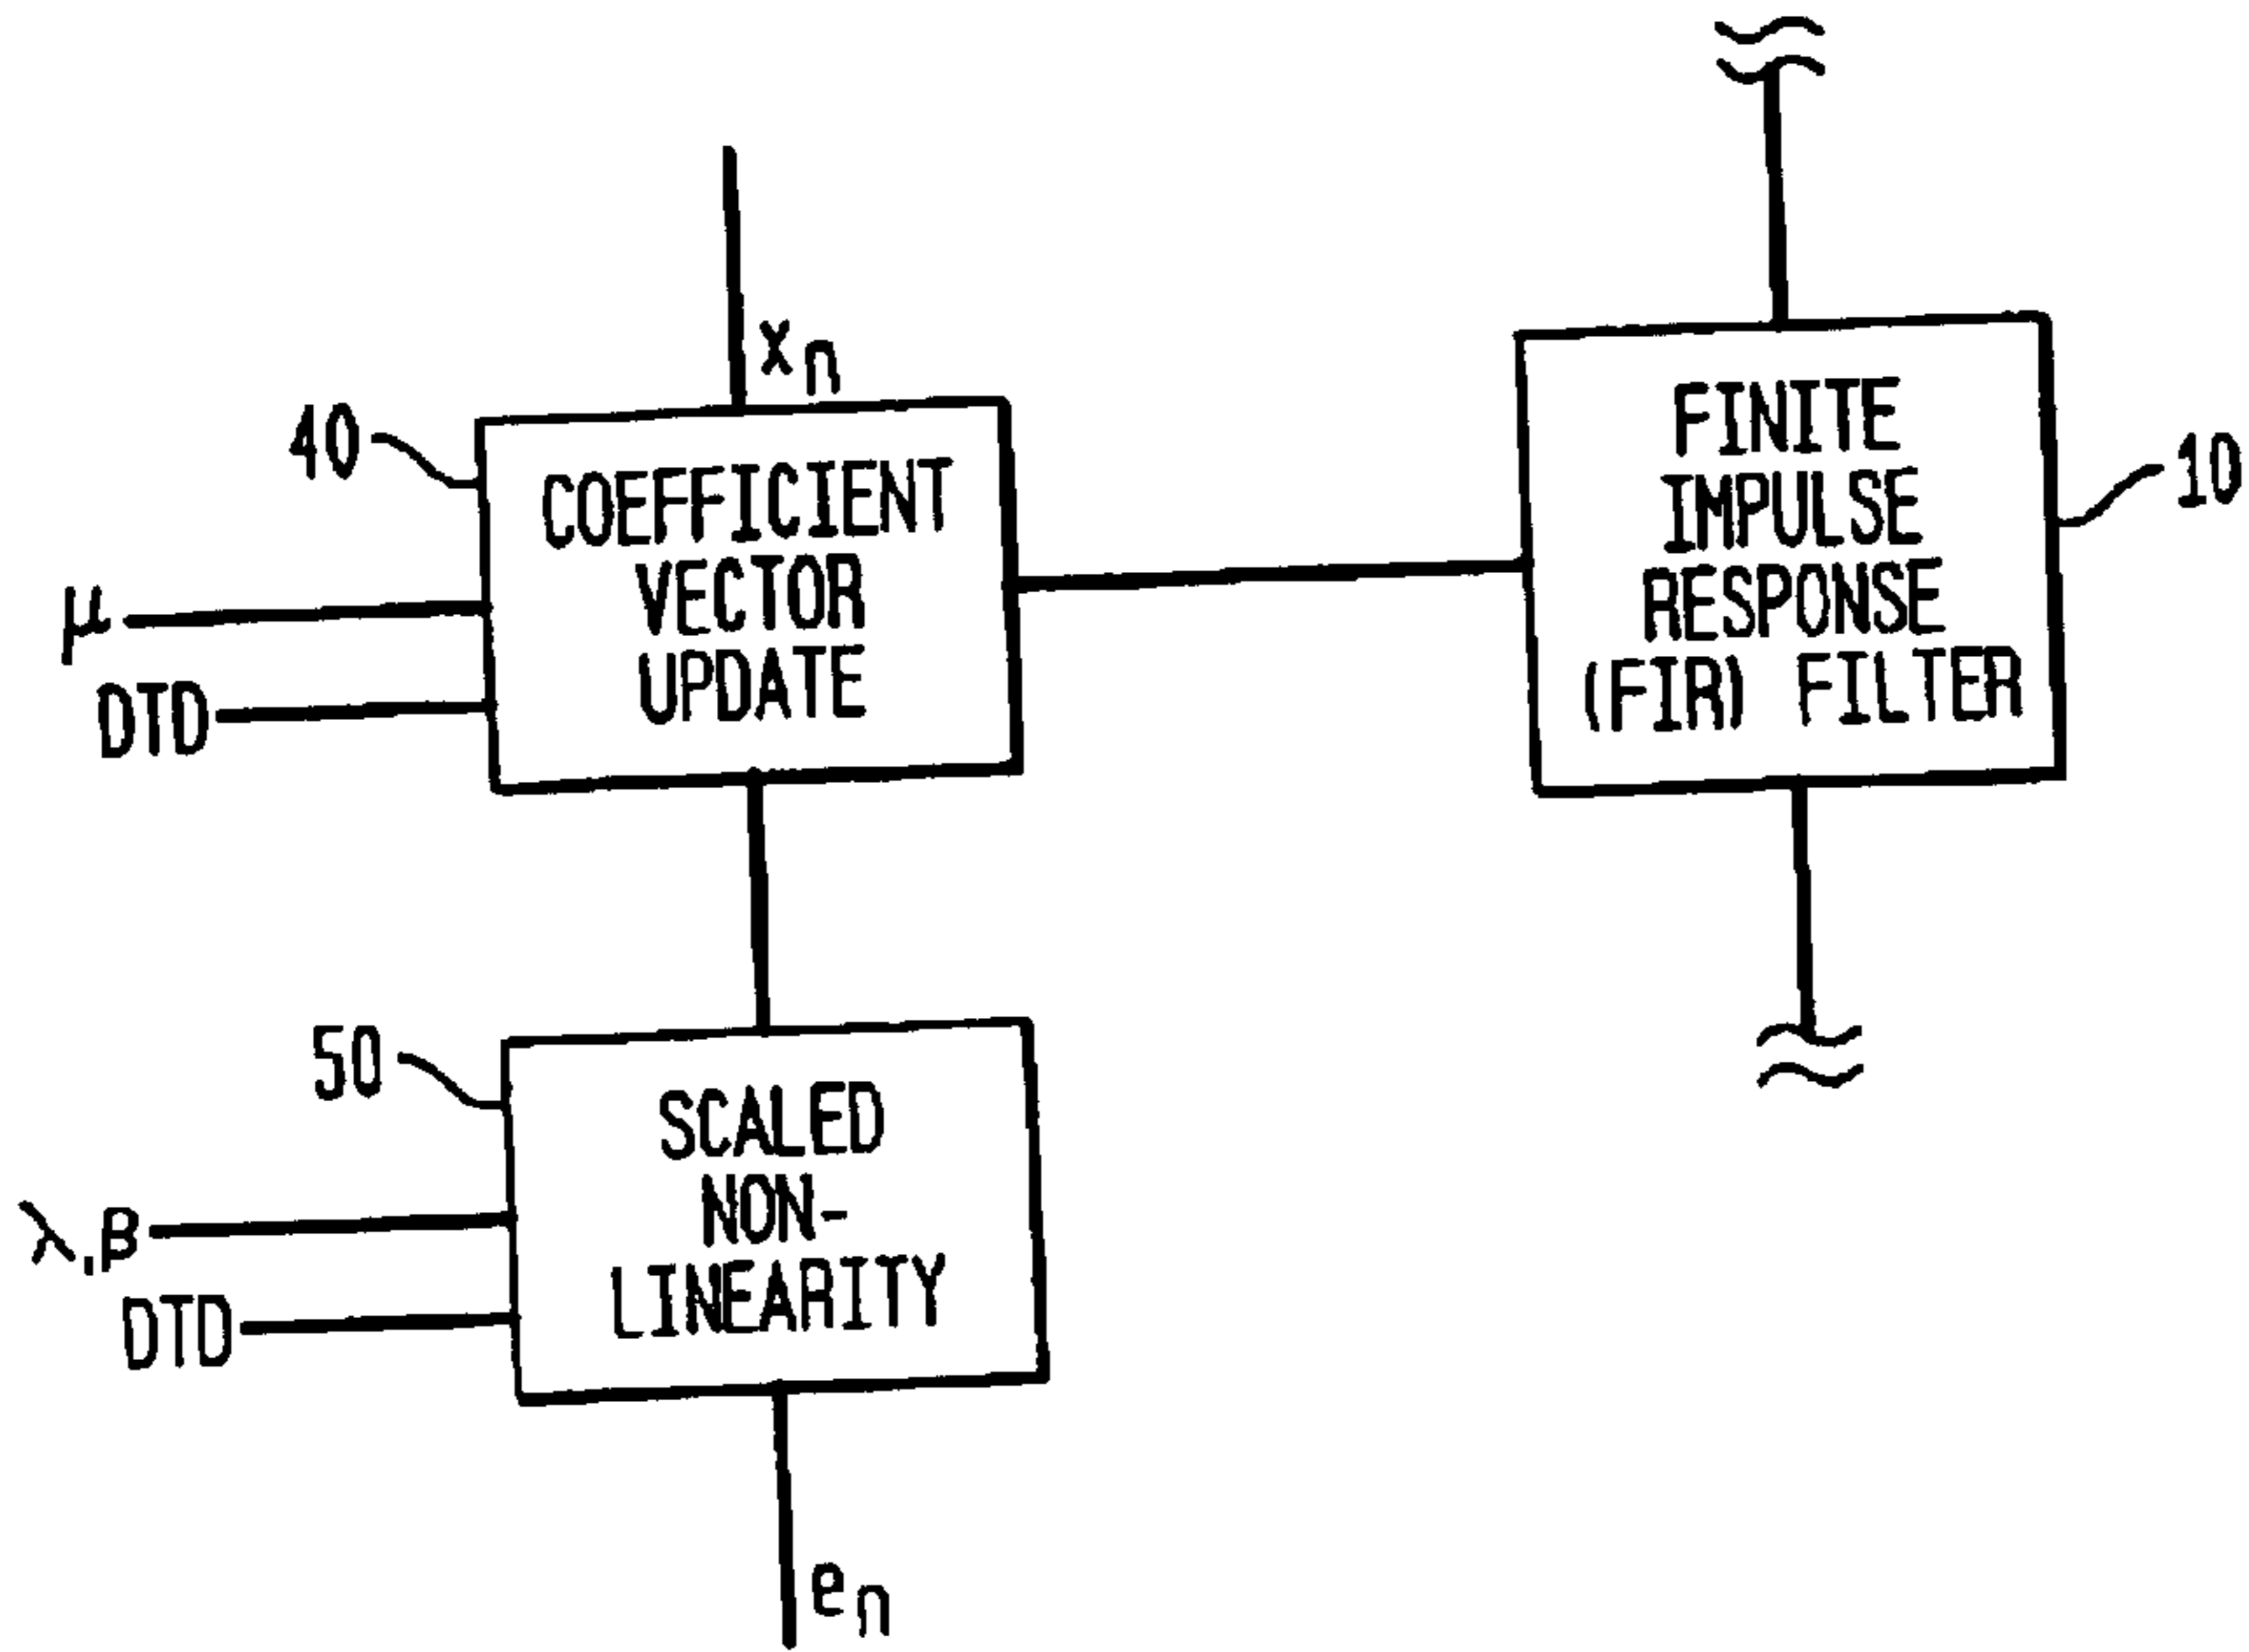 xn
40
COEFFICIENT
VECTOR
UPDATE
μ
DTD
FINITE
IMPULSE
RESPONSE
(FIR) FILTER
10
50
SCALED
NON-
LINEARITY
λ,β
DTD
en